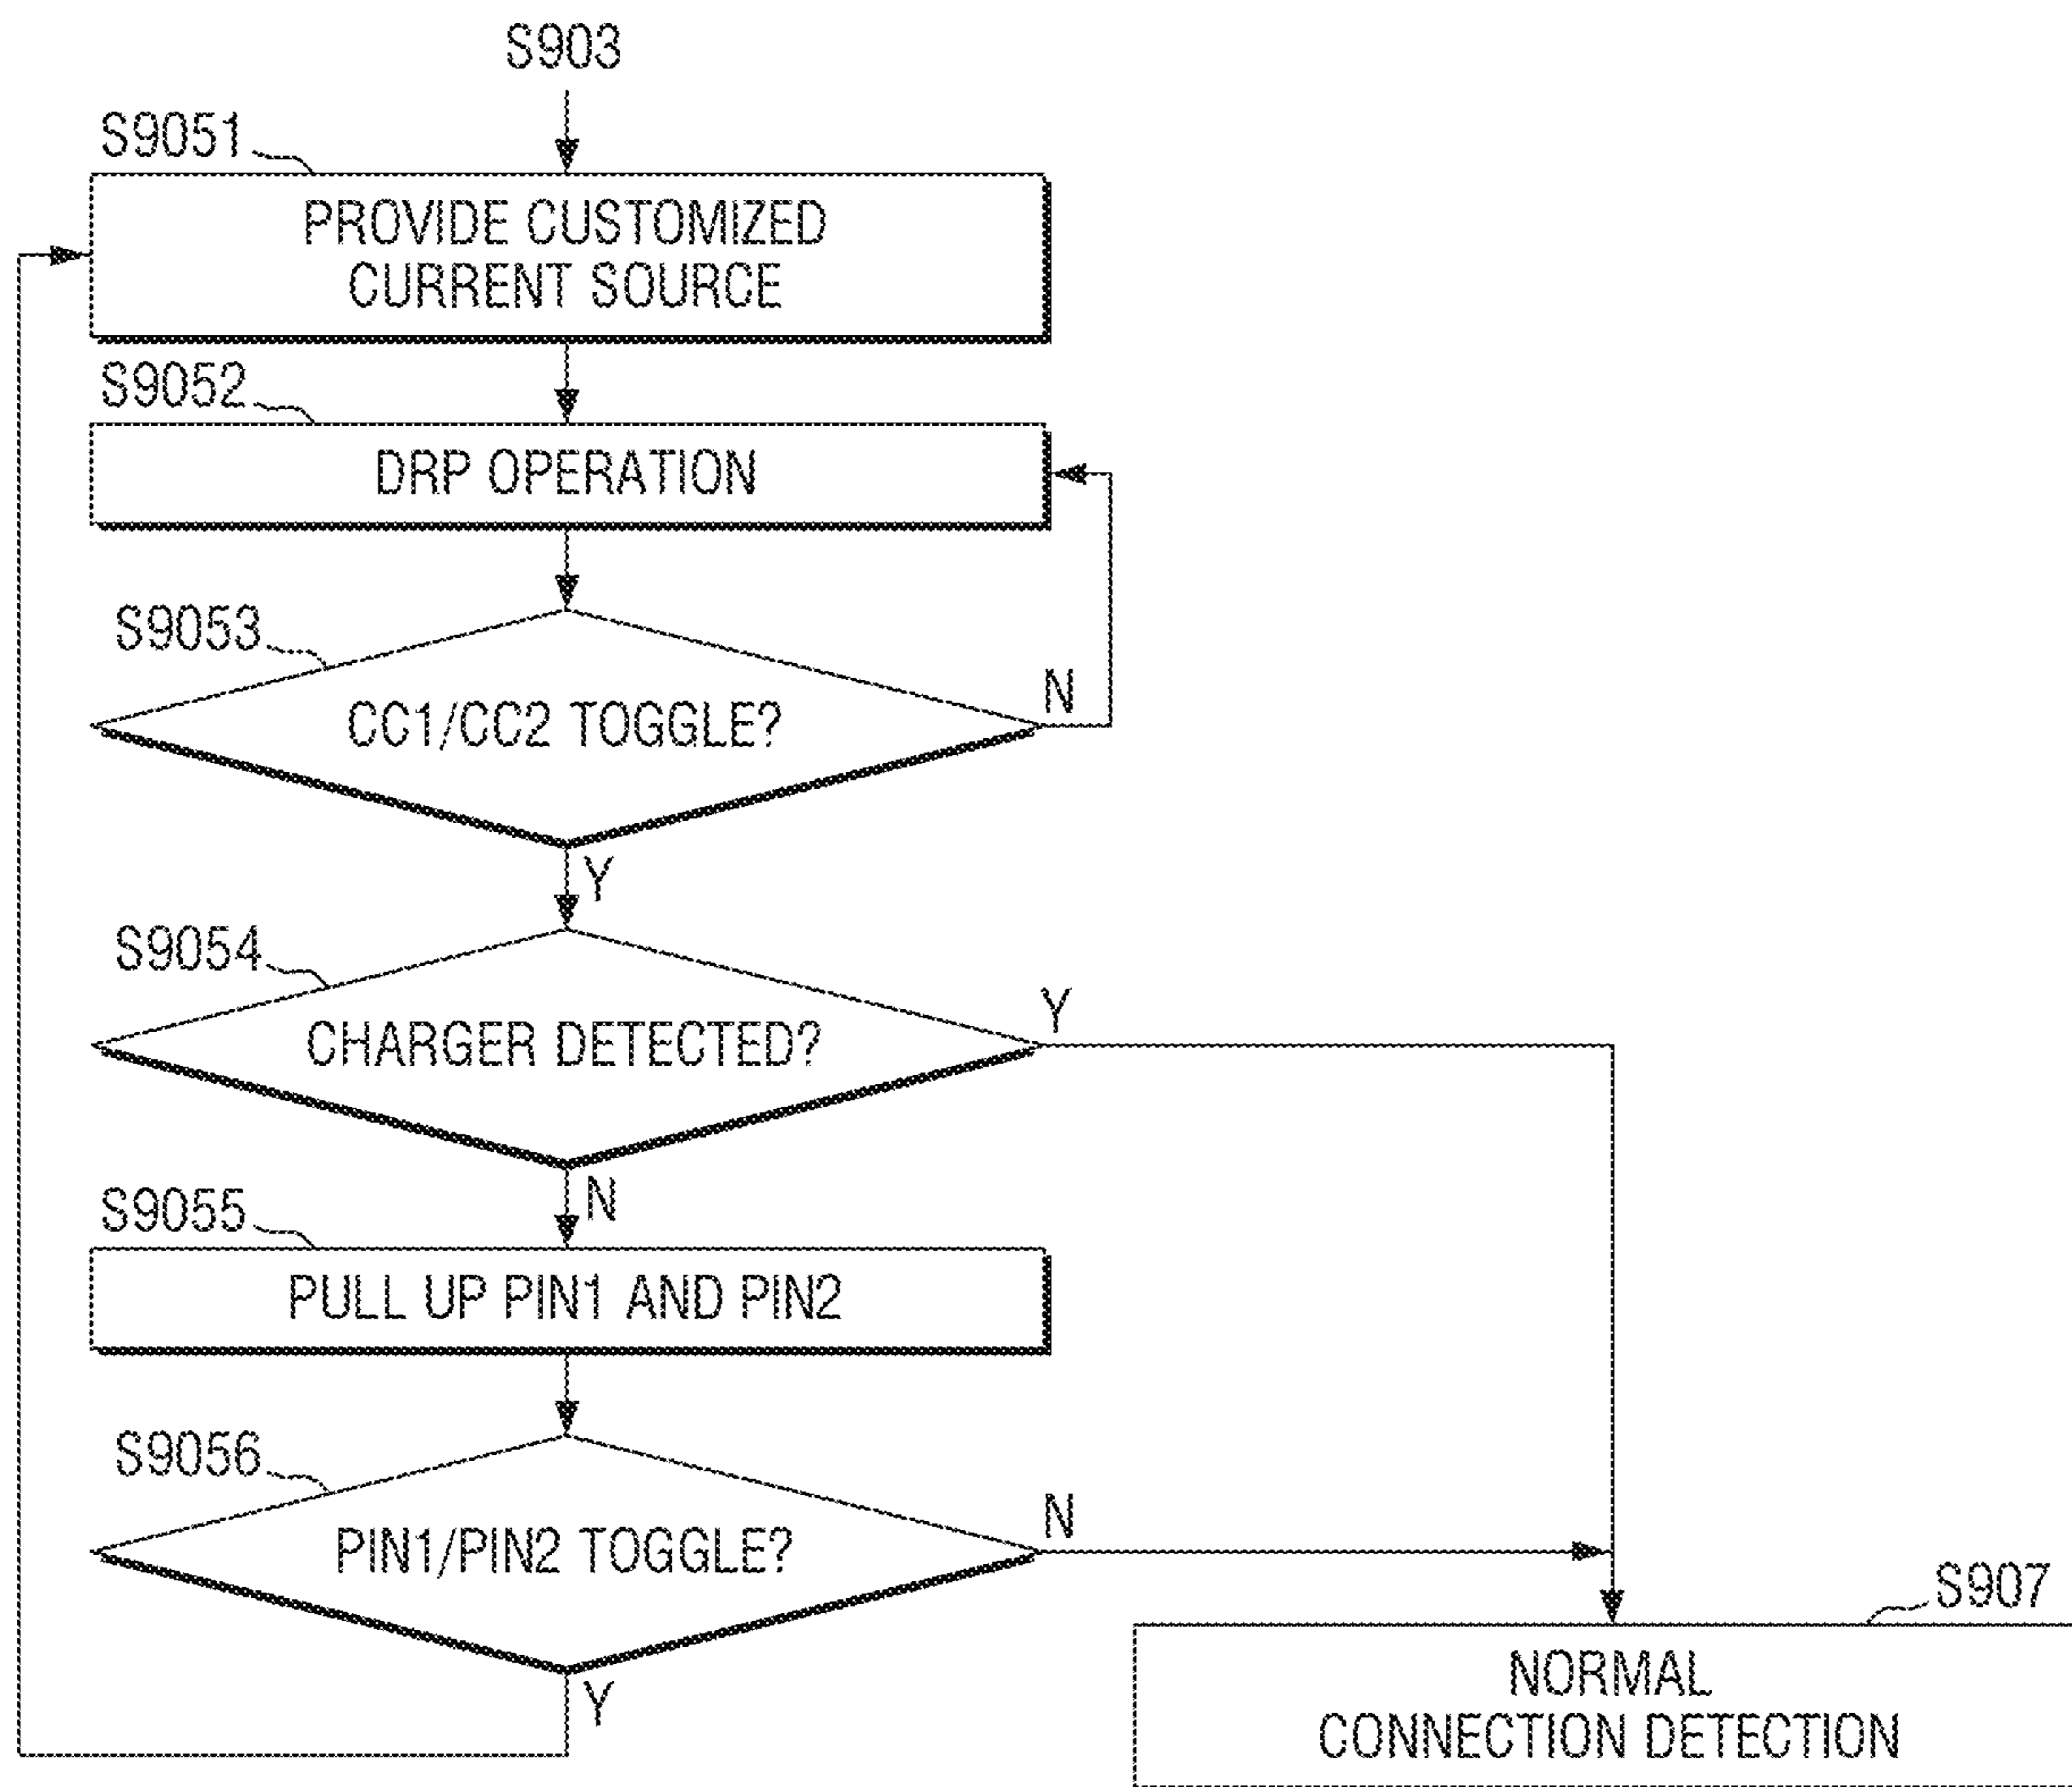 S903
S9051
PROVIDE CUSTOMIZED
CURRENT SOURCE
S9052
DRP OPERATION
S9053
CC1/CC2 TOGGLE?
N
Y
S9054
CHARGER DETECTED?
Y
N
S9055
PULL UP PIN1 AND PIN2
S9056
PIN1/PIN2 TOGGLE?
N
Y
S907
NORMAL
CONNECTION DETECTION